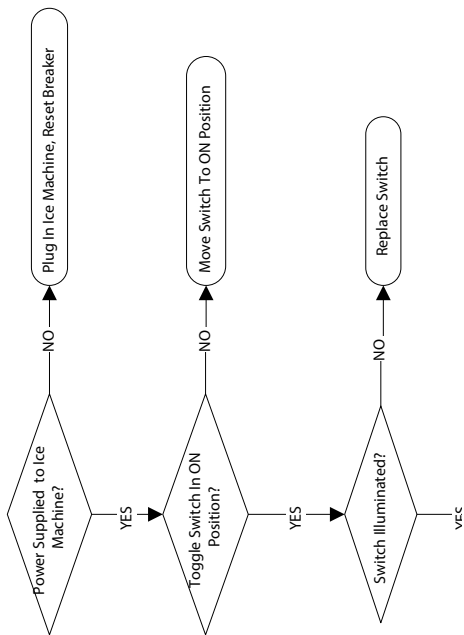 Power Supplied to Ice
Machine?
NO
Plug In Ice Machine, Reset Breaker
YES
Toggle Switch In ON
Position?
NO
Move Switch To ON Position
YES
Switch Illuminated?
NO
Replace Switch
YES